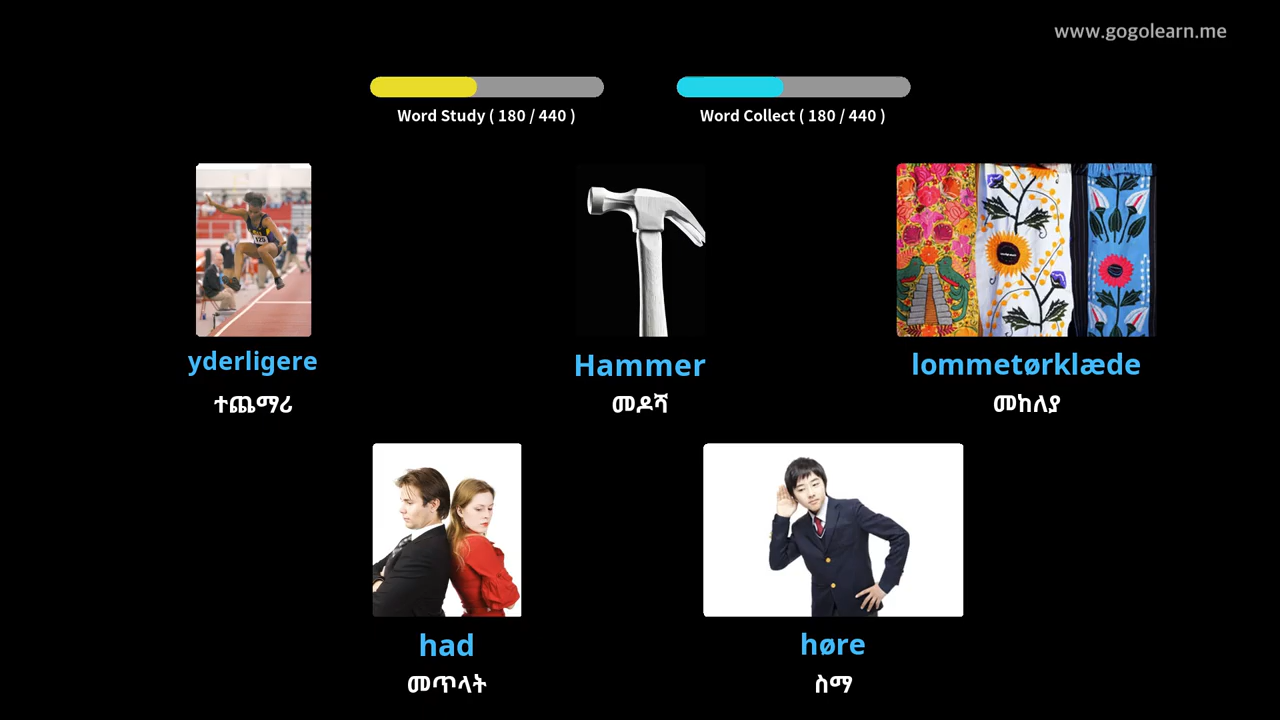 www.gogolearn.me
Word Study ( 180 / 440 )
Word Collect ( 180 / 440 )
yderligere
ተጨማሪ
Hammer
መዶሻ
lommetørklæde
መከለያ
had
መጥላት
høre
ስማ